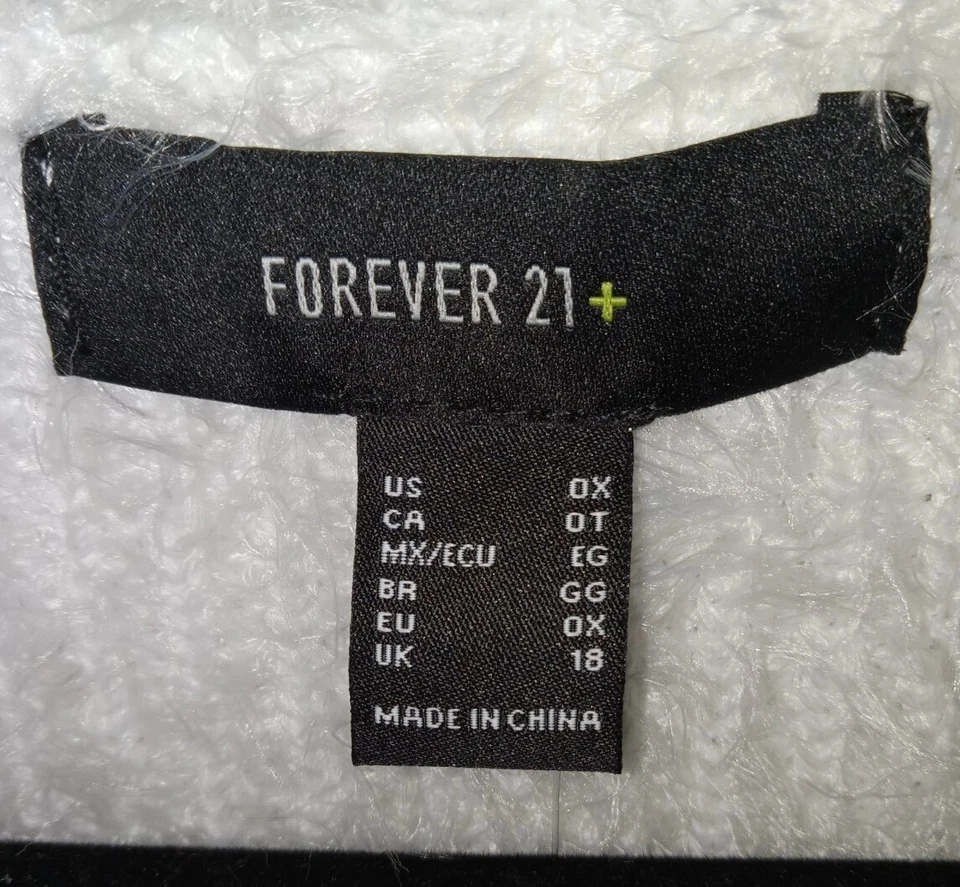 FOREVER 21+
US 0X
CA 0T
MX/ECU EG
BR GG
EU 0X
UK 18
MADE IN CHINA